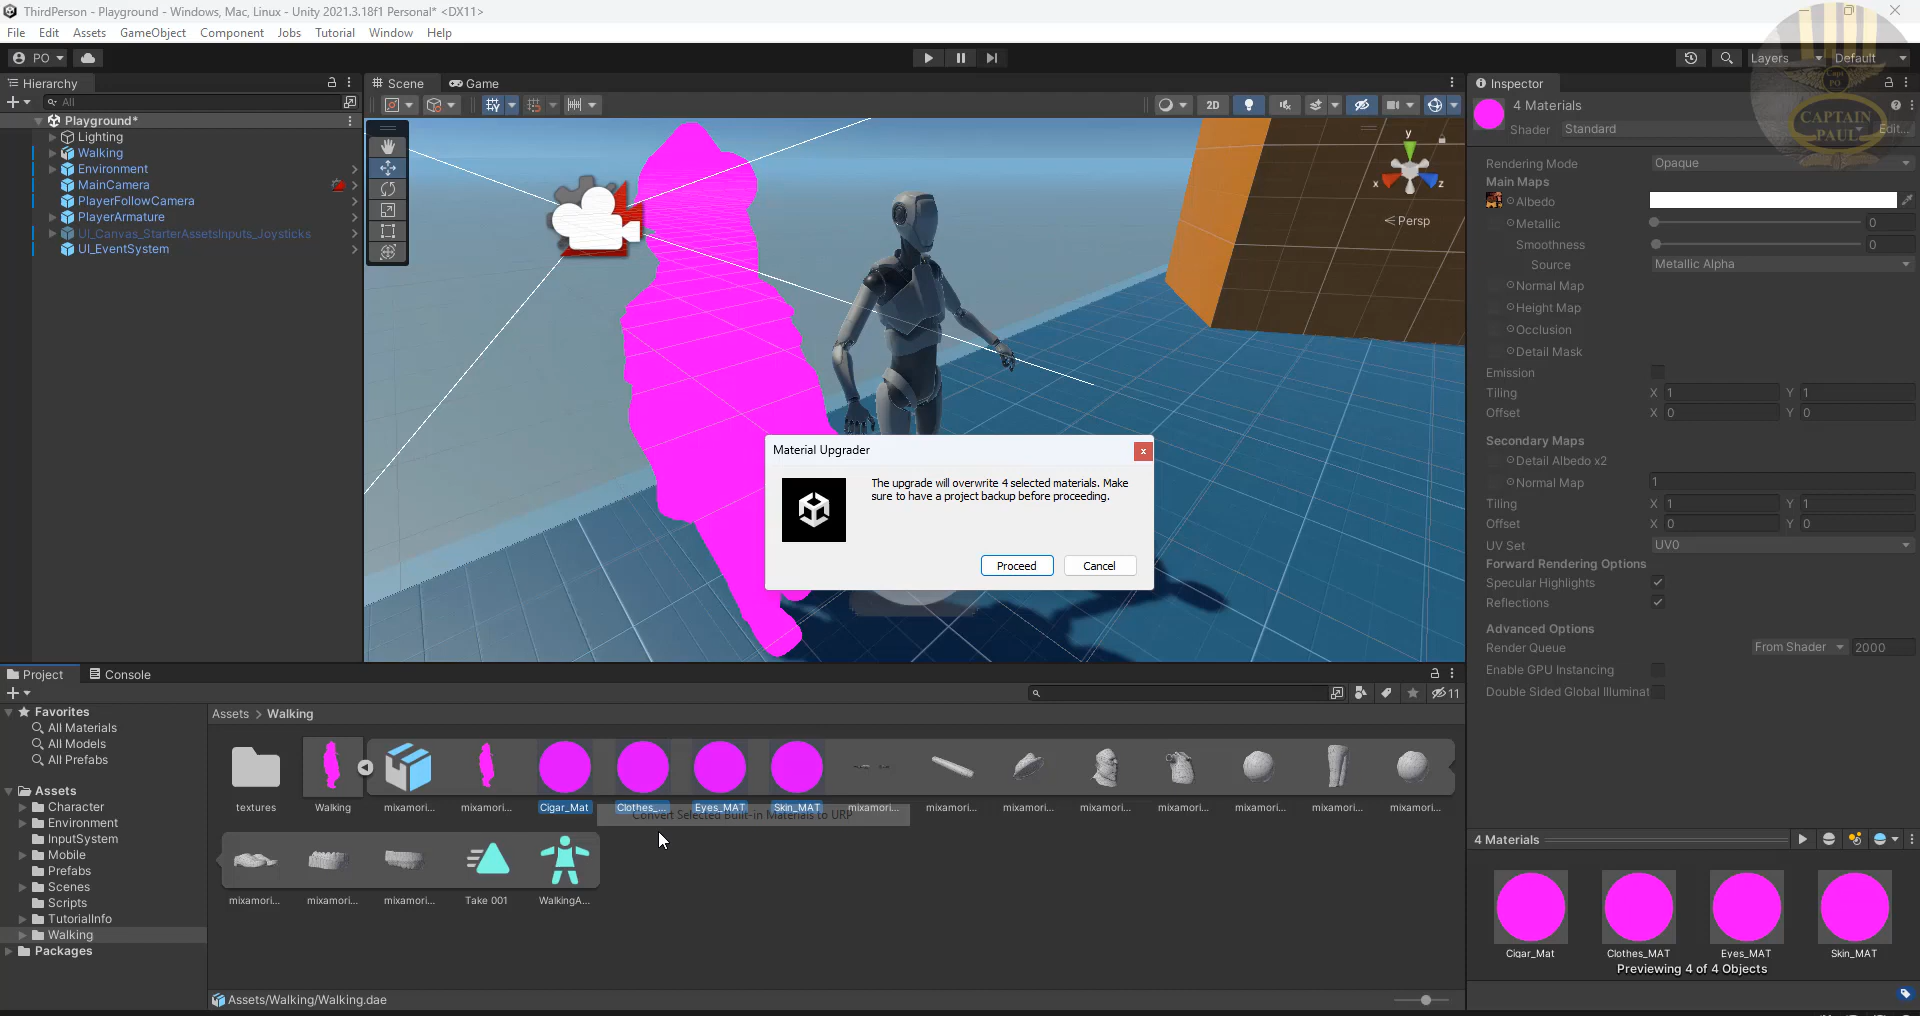 ThirdPerson - Playground - Windows, Mac, Linux - Unity 2021.3.18f1 Personal* <DX11>
File Edit Assets GameObject Component Jobs Tutorial Window Help
PO
Layers Default
CAPTAIN
PAUL
Hierarchy
All
Playground*
Lighting
Walking
Environment
MainCamera
PlayerFollowCamera
PlayerArmature
UI_Canvas_StarterAssetsInputs_Joysticks
UI_EventSystem
Scene Game
2D
y
x
z
Persp
Material Upgrader
The upgrade will overwrite 4 selected materials. Make
sure to have a project backup before proceeding.
Proceed Cancel
Inspector
4 Materials
Shader Standard Edit...
Rendering Mode Opaque
Main Maps
Albedo
Metallic 0
Smoothness 0
Source Metallic Alpha
Normal Map
Height Map
Occlusion
Detail Mask
Emission
Tiling X 1 Y 1
Offset X 0 Y 0
Secondary Maps
Detail Albedo x2
Normal Map 1
Tiling X 1 Y 1
Offset X 0 Y 0
UV Set UV0
Forward Rendering Options
Specular Highlights
Reflections
Advanced Options
Render Queue From Shader 2000
Enable GPU Instancing
Double Sided Global Illuminat
4 Materials
Cigar_Mat Clothes_MAT Eyes_MAT Skin_MAT
Previewing 4 of 4 Objects
Project Console
11
Favorites
All Materials
All Models
All Prefabs
Assets
Character
Environment
InputSystem
Mobile
Prefabs
Scenes
Scripts
TutorialInfo
Walking
Packages
Assets > Walking
textures Walking mixamori... mixamori... Cigar_Mat Clothes_... Eyes_MAT Skin_MAT mixamori... mixamori... mixamori... mixamori... mixamori... mixamori... mixamori... mixamori...
Convert Selected Built-in Materials to URP
mixamori... mixamori... mixamori... Take 001 WalkingA...
Assets/Walking/Walking.dae